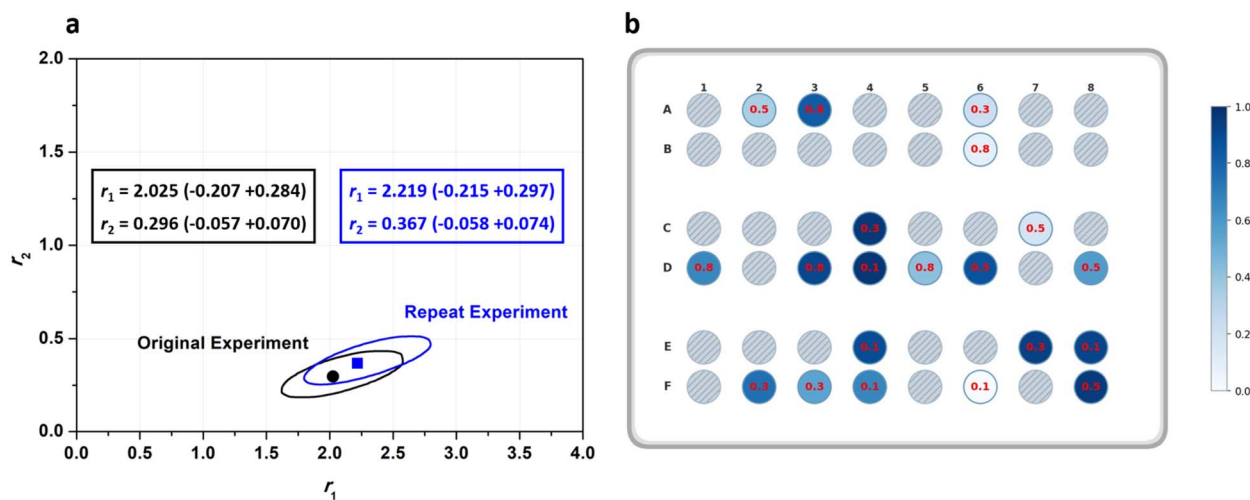 a
2.0
1.5
1.0
0.5
0.0
r2
r1 = 2.025 (-0.207 +0.284)
r2 = 0.296 (-0.057 +0.070)
r1 = 2.219 (-0.215 +0.297)
r2 = 0.367 (-0.058 +0.074)
Repeat Experiment
Original Experiment
0.0 0.5 1.0 1.5 2.0 2.5 3.0 3.5 4.0
r1
b
1 2 3 4 5 6 7 8
A 0.5 0.3
B 0.8
C 0.3 0.5
D 0.8 0.8 0.1 0.8 0.5 0.5
E 0.1 0.3 0.1
F 0.3 0.3 0.1 0.1 0.5
1.0
0.8
0.6
0.4
0.2
0.0